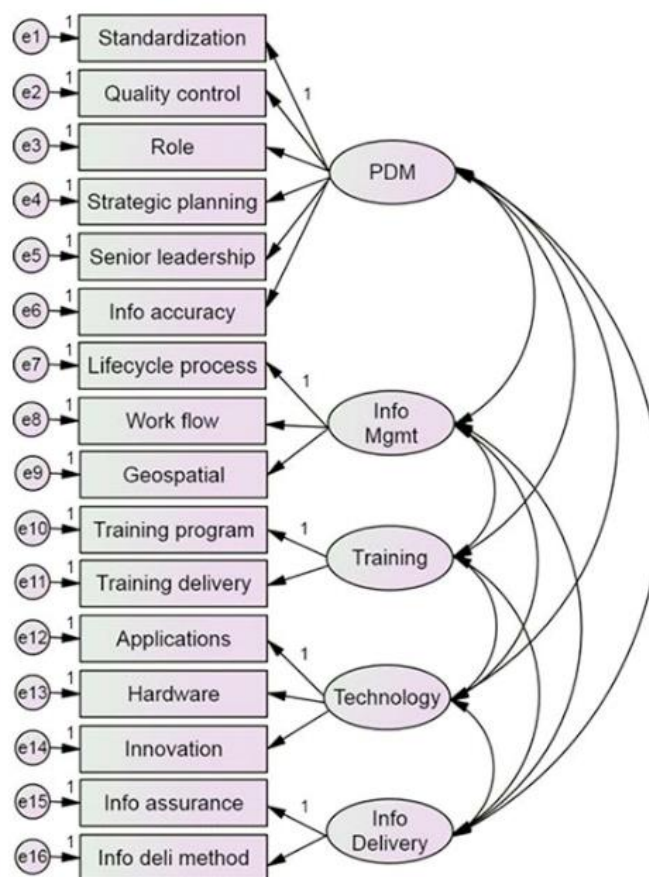 e1 1 Standardization
e2 1 Quality control
1
e3 1 Role
PDM
e4 1 Strategic planning
e5 1 Senior leadership
e6 1 Info accuracy
e7 1 Lifecycle process
1
e8 1 Work flow
Info
Mgmt
e9 1 Geospatial
e10 1 Training program
1
Training
e11 1 Training delivery
e12 1 Applications
1
e13 1 Hardware
Technology
e14 1 Innovation
e15 1 Info assurance
1
Info
Delivery
e16 1 Info deli method